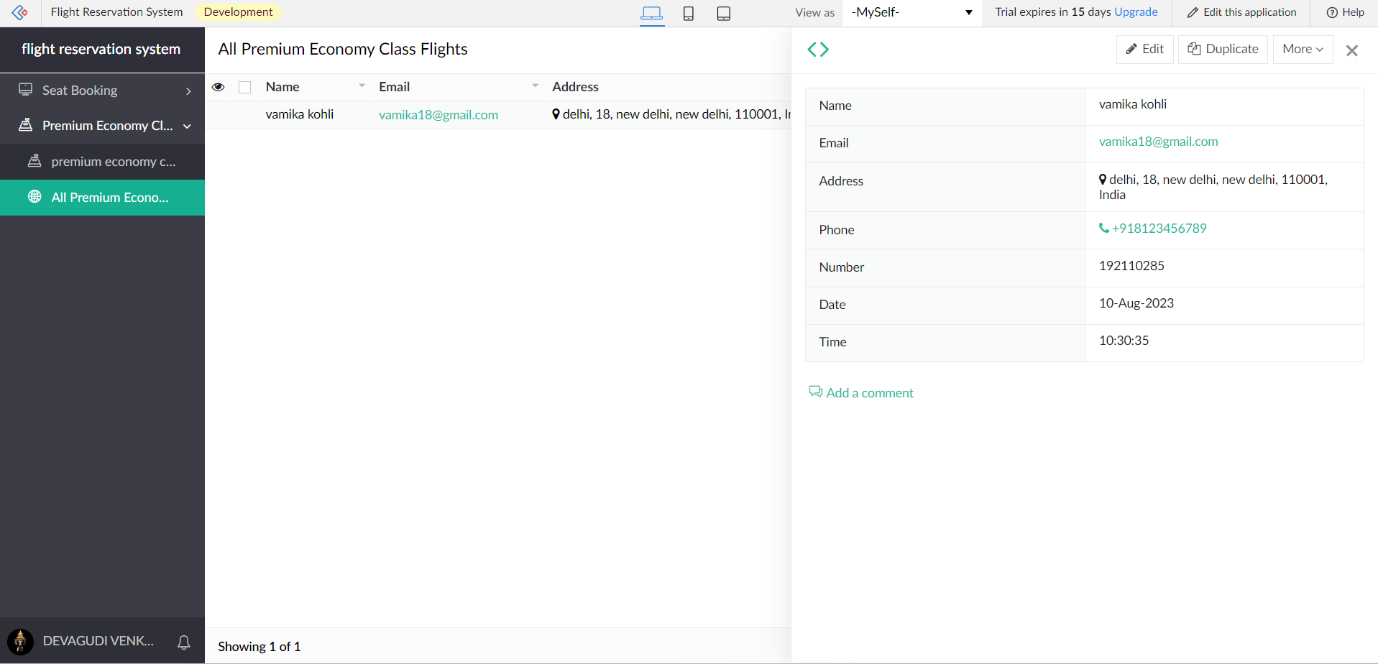 Flight Reservation System Development View as -MySelf- Trial expires in 15 days Upgrade Edit this application Help
flight reservation system
Seat Booking
Premium Economy Cl...
premium economy c...
All Premium Econo...
DEVAGUDI VENK...
All Premium Economy Class Flights
Name Email Address
vamika kohli vamika18@gmail.com delhi, 18, new delhi, new delhi, 110001, In
Showing 1 of 1
Edit Duplicate More
Name vamika kohli
Email vamika18@gmail.com
Address delhi, 18, new delhi, new delhi, 110001,
India
Phone +918123456789
Number 192110285
Date 10-Aug-2023
Time 10:30:35
Add a comment